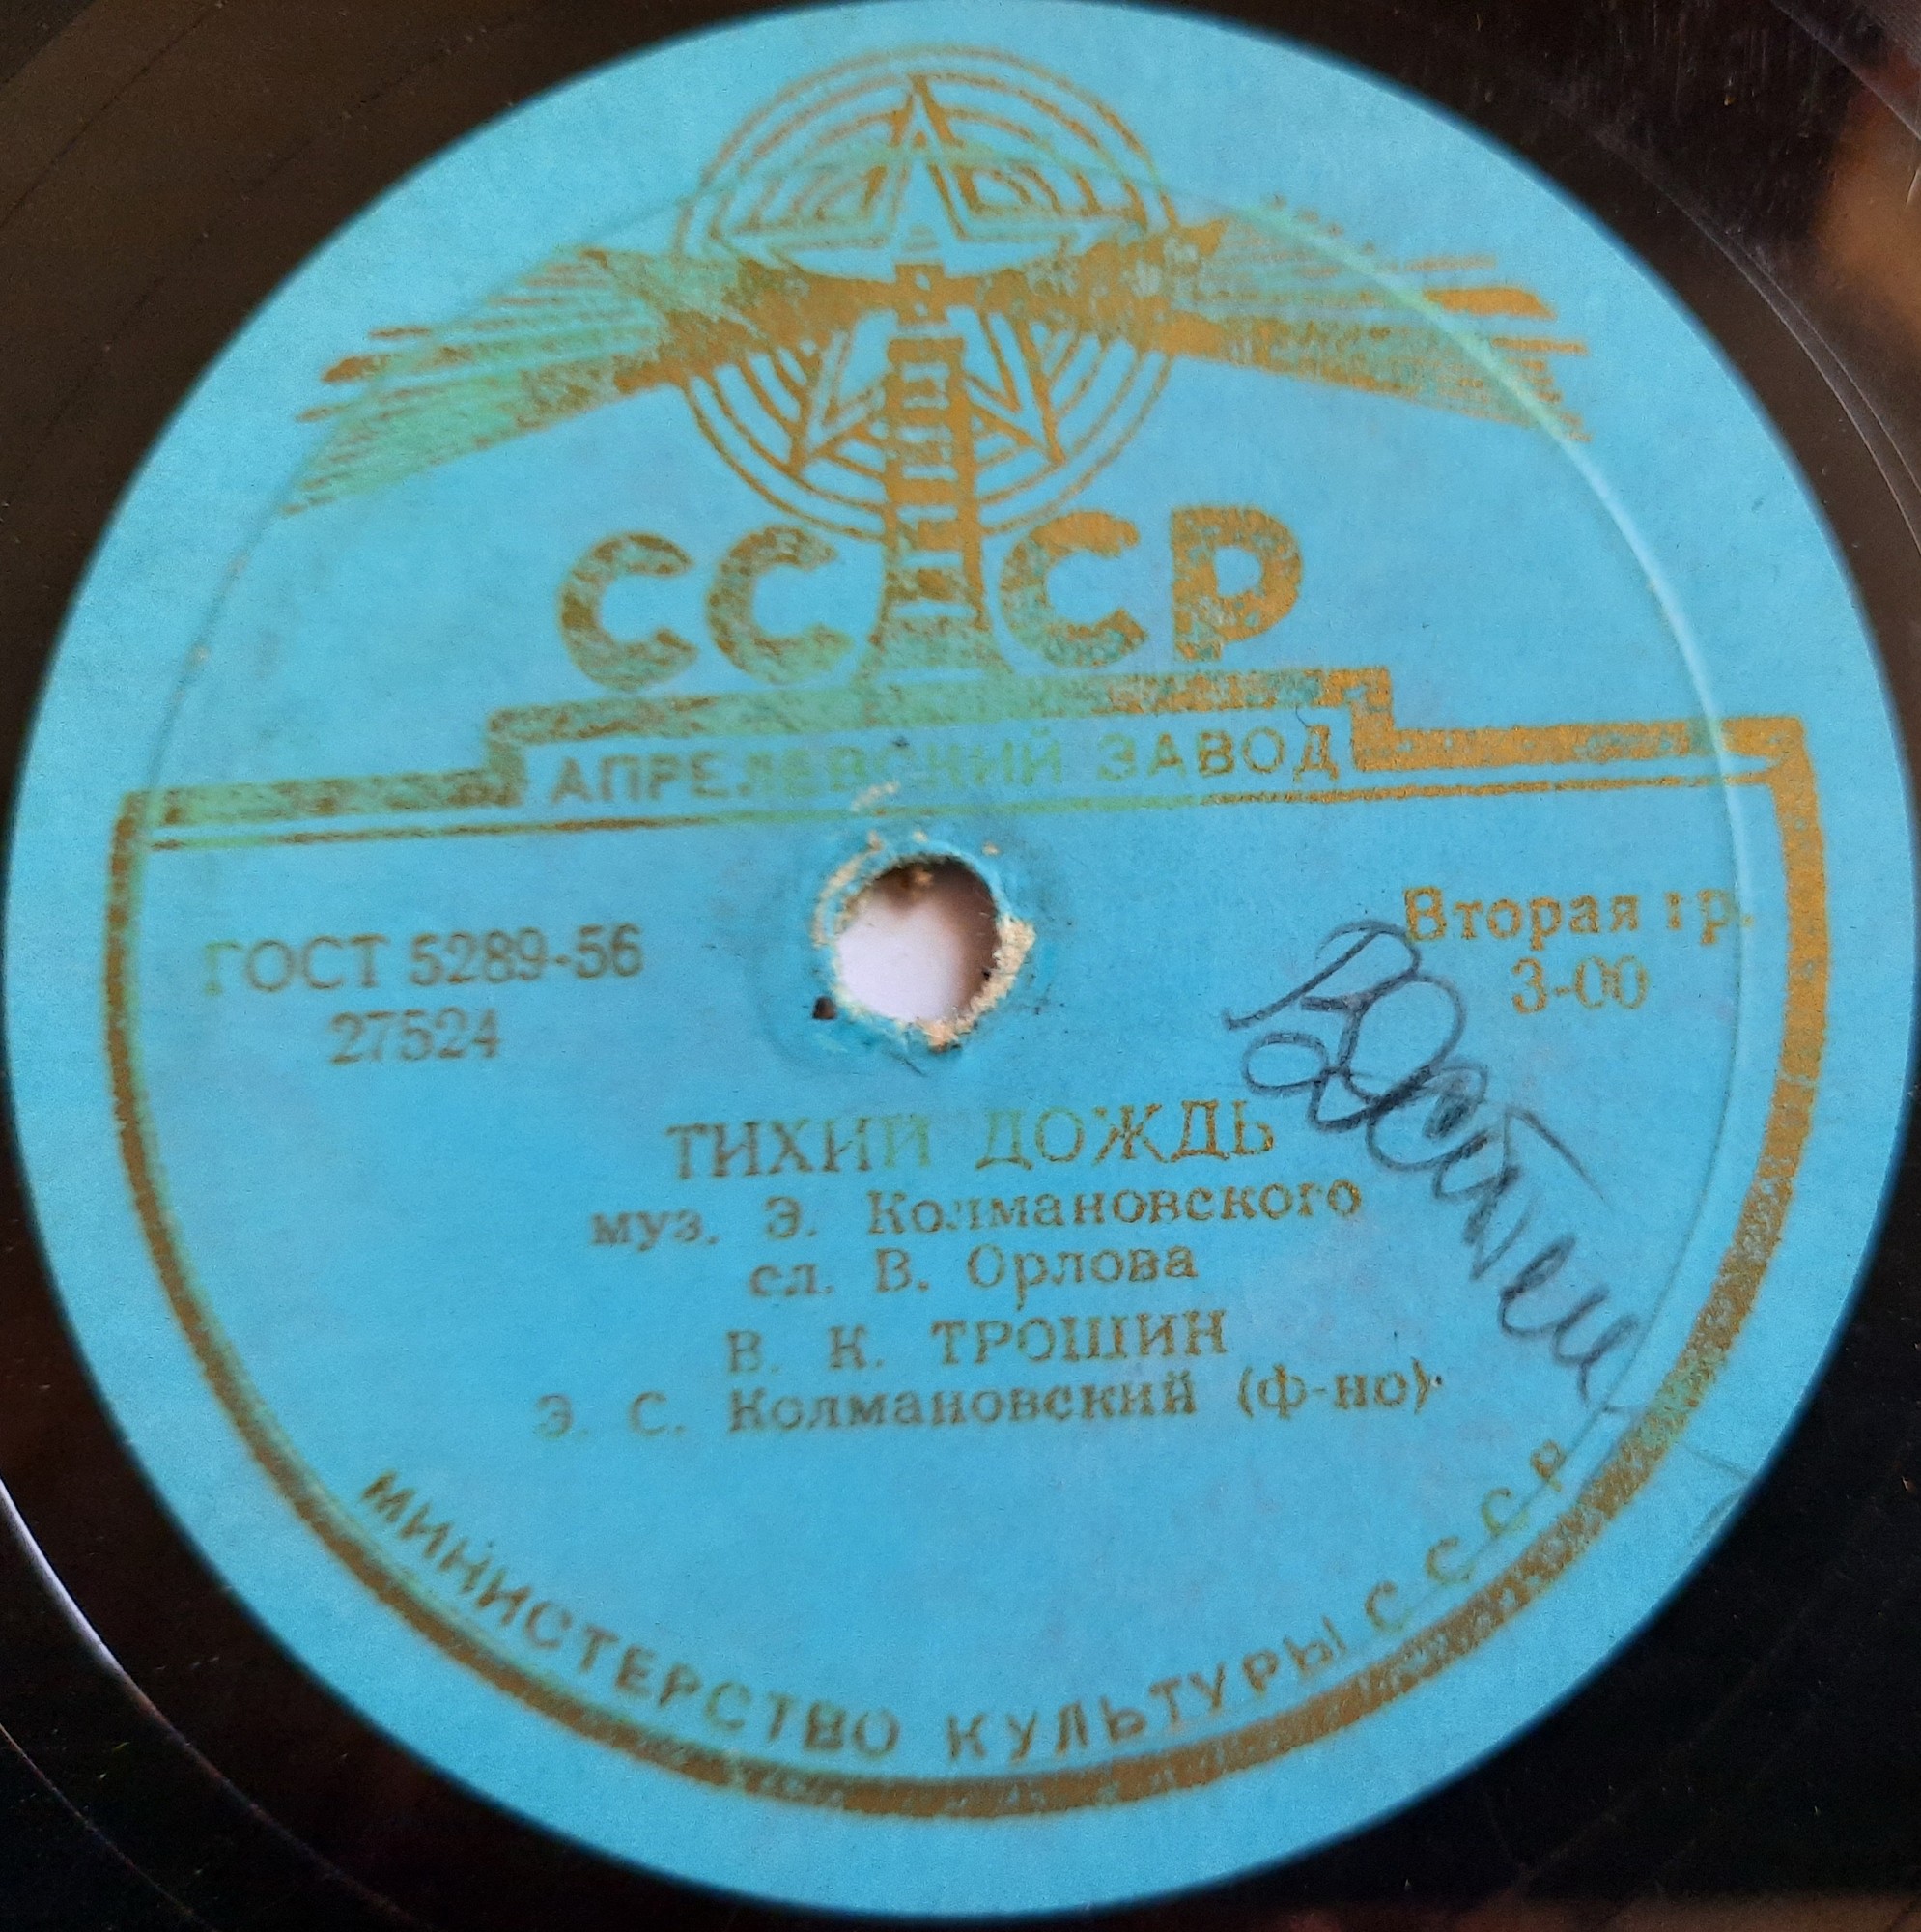 СССР
АПРЕЛЕВСКИЙ ЗАВОД
ГОСТ 5289-56
27524
Вторая гр.
3-00
ТИХИЙ ДОЖДЬ
муз. Э. Колмановского
сл. В. Орлова
В. К. ТРОШИН
Э. С. Колмановский (ф-но)
МИНИСТЕРСТВО КУЛЬТУРЫ СССР